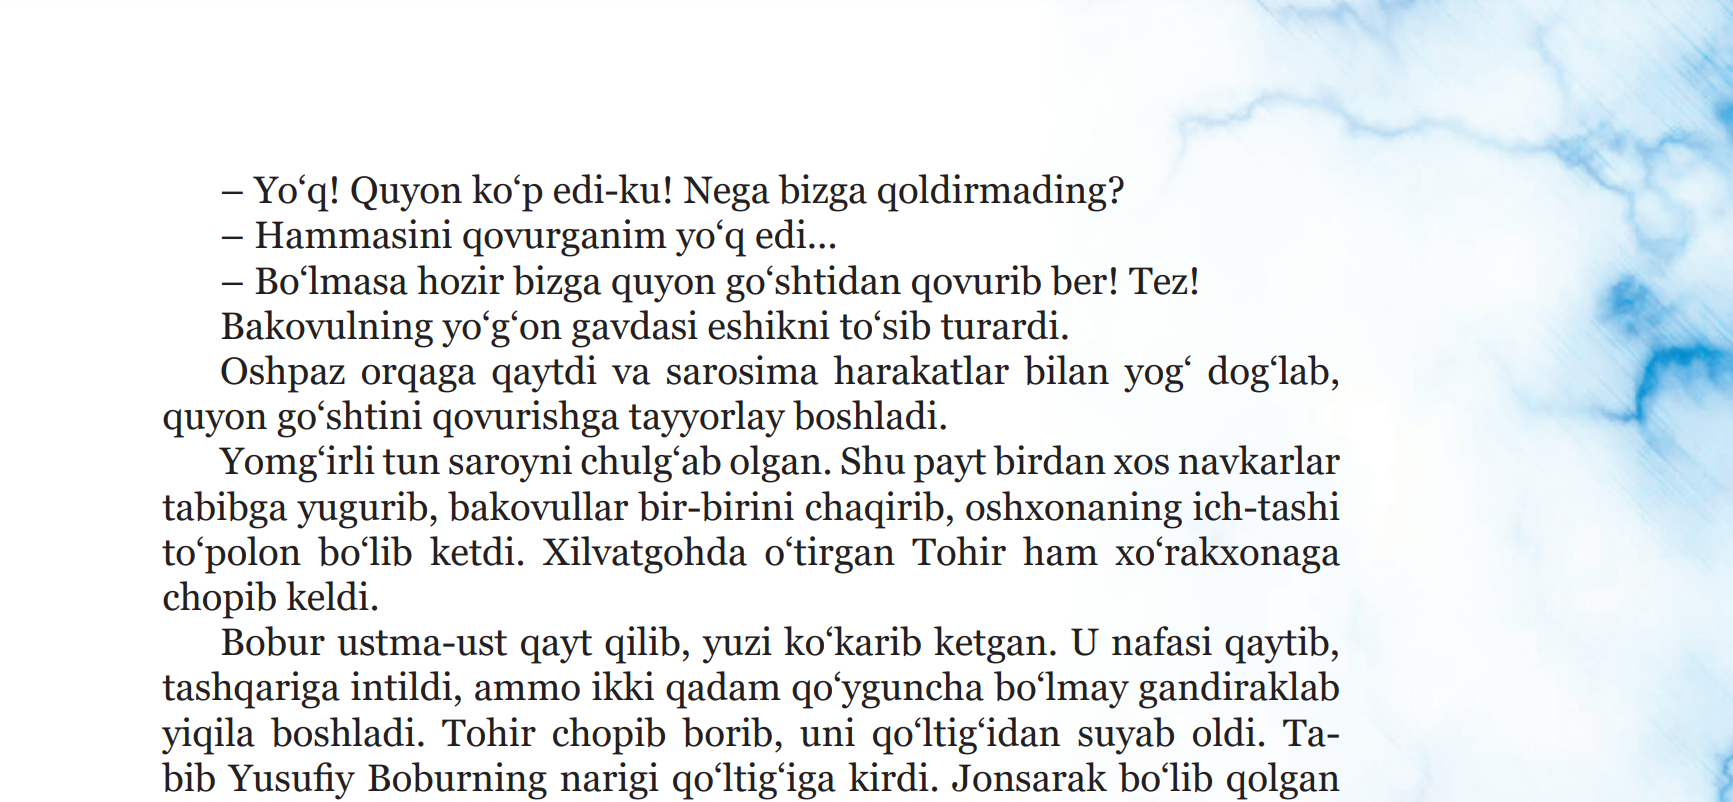 – Yo‘q! Quyon ko‘p edi-ku! Nega bizga qoldirmading?
– Hammasini qovurganim yo‘q edi...
– Bo‘lmasa hozir bizga quyon go‘shtidan qovurib ber! Tez!
Bakovulning yo‘g‘on gavdasi eshikni to‘sib turardi.
Oshpaz orqaga qaytdi va sarosima harakatlar bilan yog‘ dog‘lab,
quyon go‘shtini qovurishga tayyorlay boshladi.
Yomg‘irli tun saroyni chulg‘ab olgan. Shu payt birdan xos navkarlar
tabibga yugurib, bakovullar bir-birini chaqirib, oshxonaning ich-tashi
to‘polon bo‘lib ketdi. Xilvatgohda o‘tirgan Tohir ham xo‘rakxonaga
chopib keldi.
Bobur ustma-ust qayt qilib, yuzi ko‘karib ketgan. U nafasi qaytib,
tashqariga intildi, ammo ikki qadam qo‘yguncha bo‘lmay gandiraklab
yiqila boshladi. Tohir chopib borib, uni qo‘ltig‘idan suyab oldi. Ta-
bib Yusufiy Boburning narigi qo‘ltig‘iga kirdi. Jonsarak bo‘lib qolgan